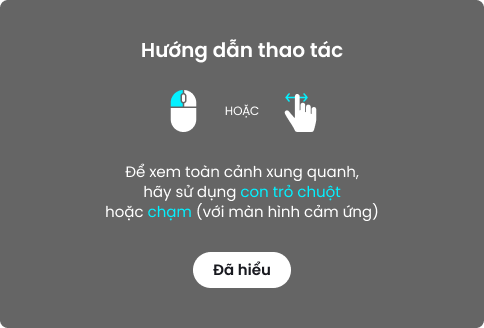 Hướng dẫn thao tác
HOẶC
Để xem toàn cảnh xung quanh,
hãy sử dụng con trỏ chuột
hoặc chạm (với màn hình cảm ứng)
Đã hiểu